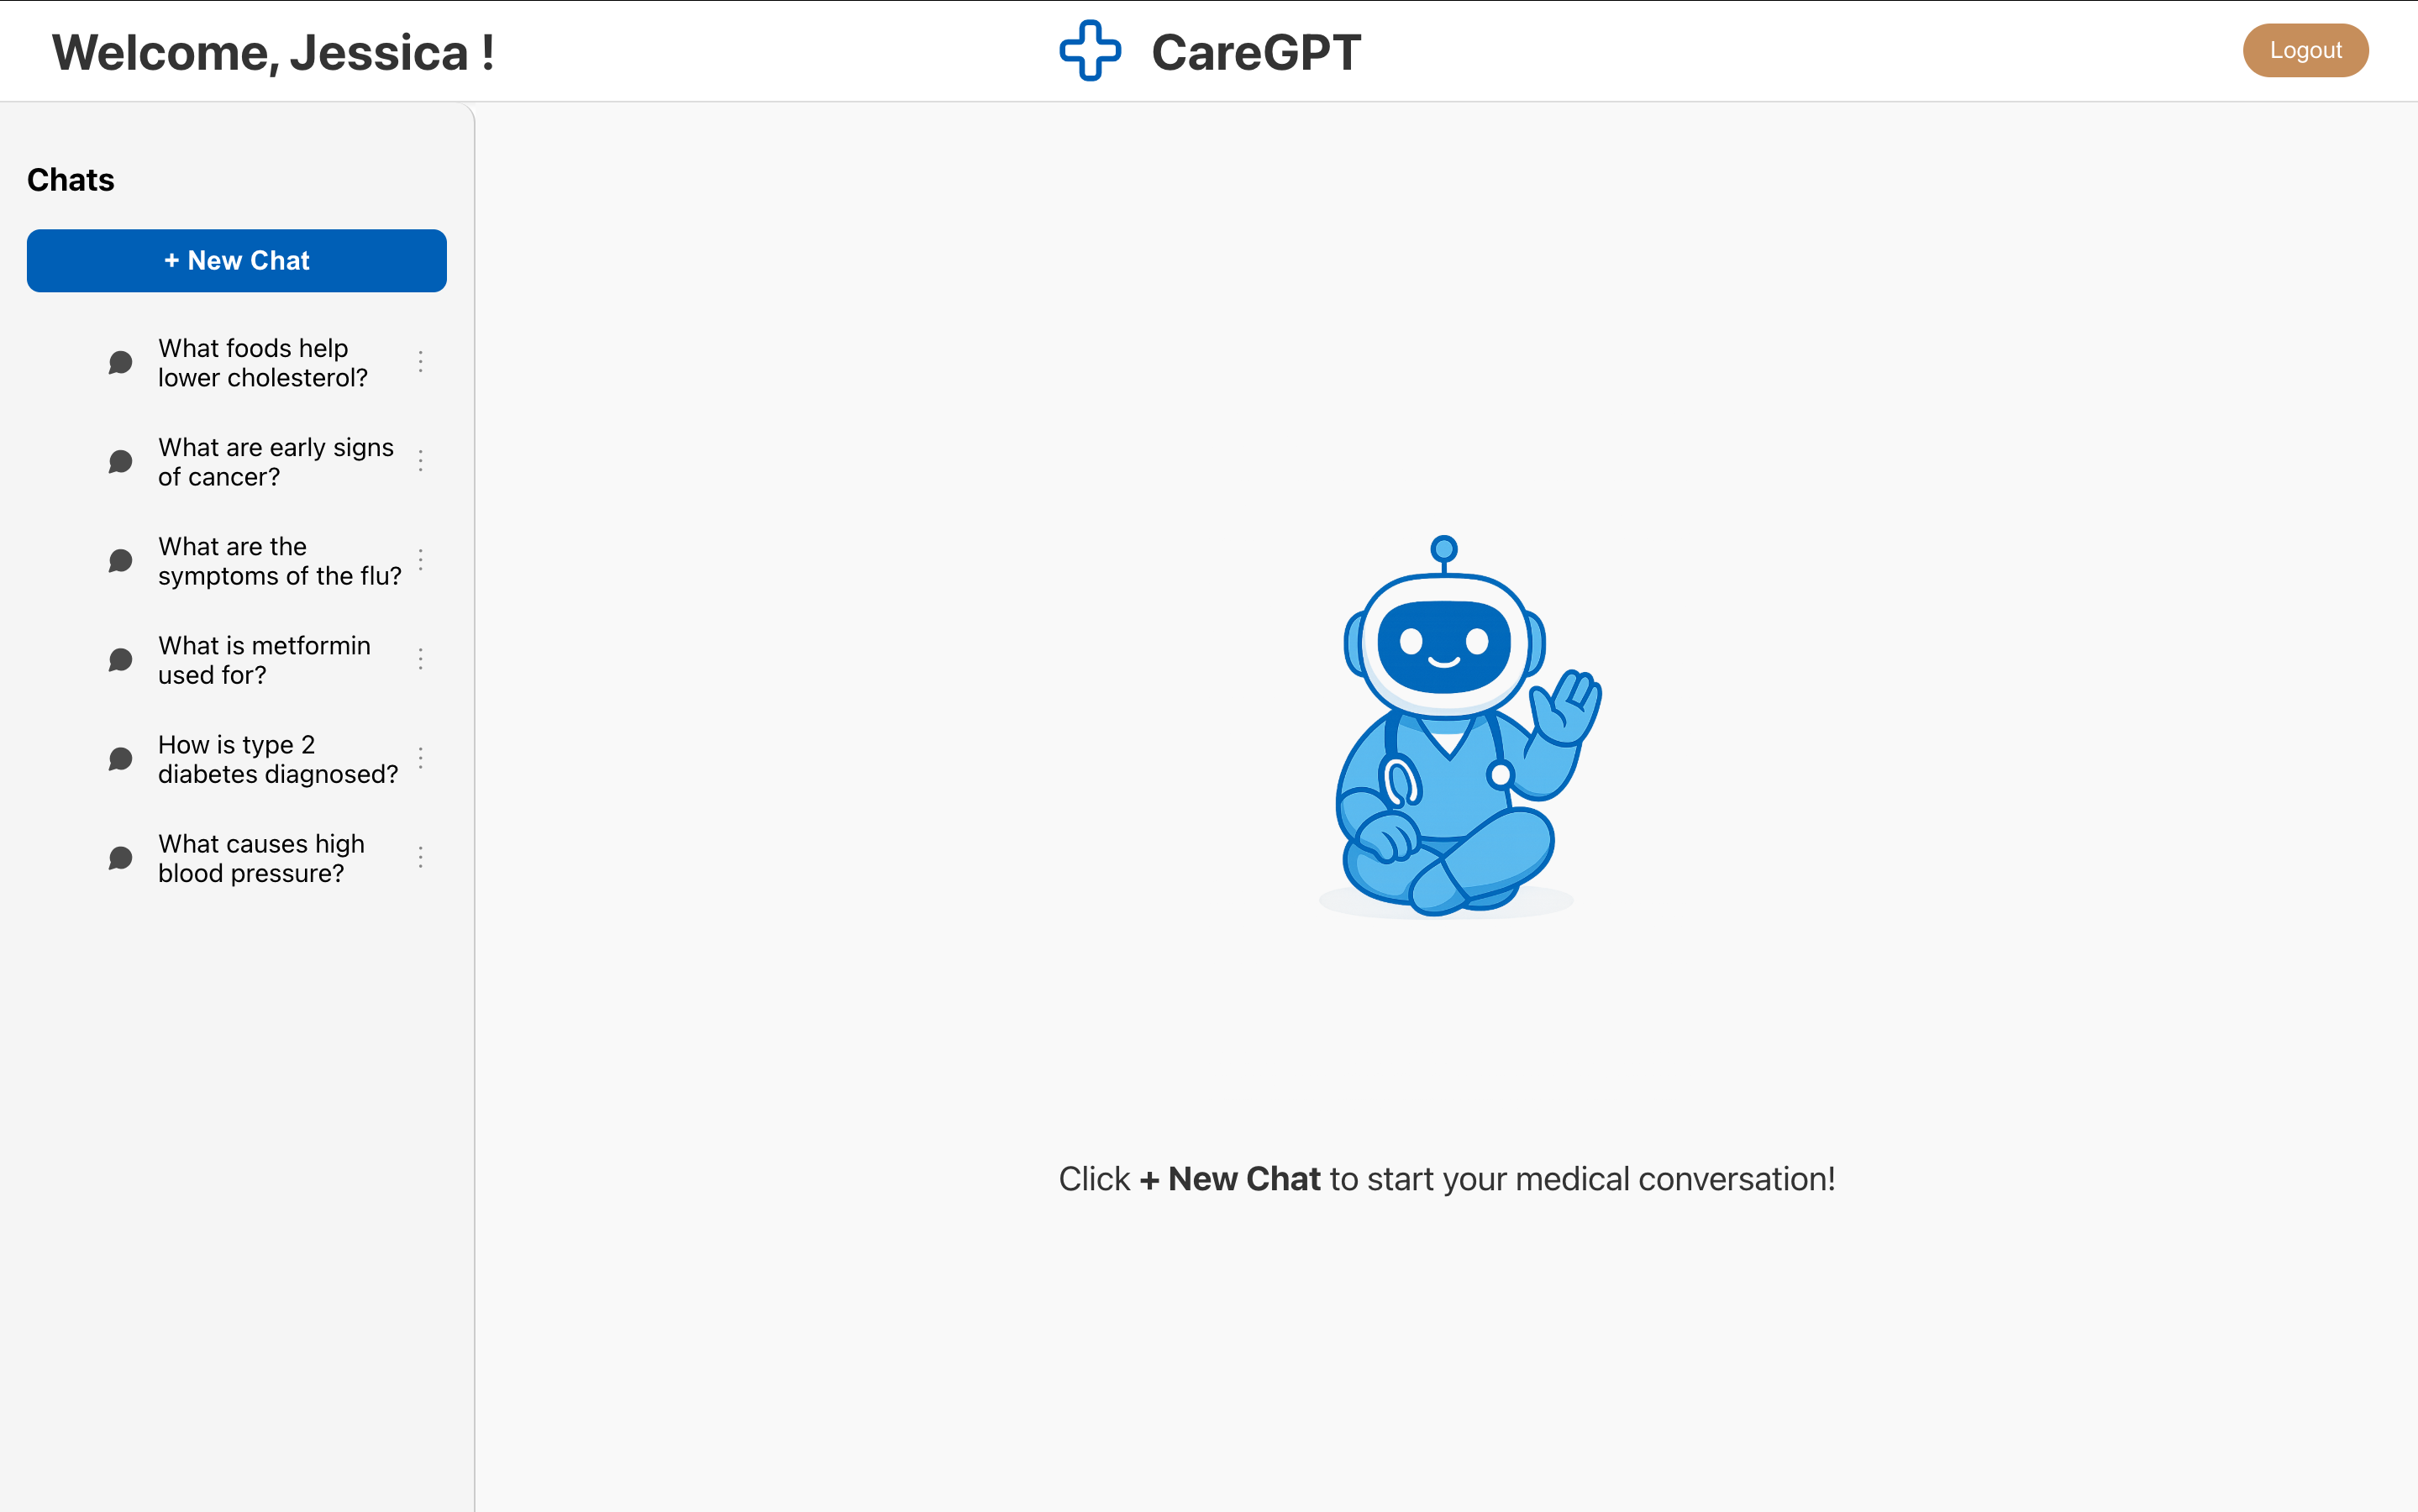 Welcome, Jessica !
CareGPT
Logout
Chats
+ New Chat
What foods help
lower cholesterol?
What are early signs
of cancer?
What are the
symptoms of the flu?
What is metformin
used for?
How is type 2
diabetes diagnosed?
What causes high
blood pressure?
Click + New Chat to start your medical conversation!